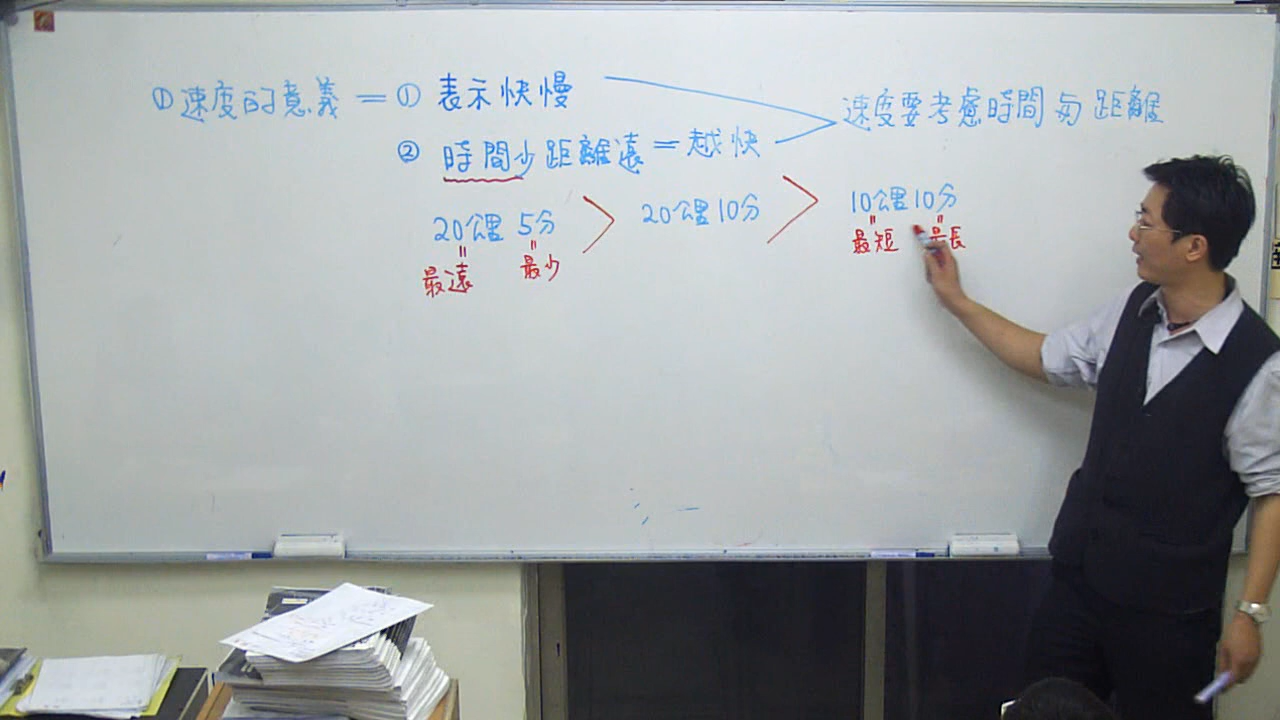 ① 速度的意義 = ① 表示快慢
② 時間少距離遠 = 越快
速度要考慮時間与距離
20公里 5分 > 20公里10分 > 10公里10分
最遠 最少 最短 最長